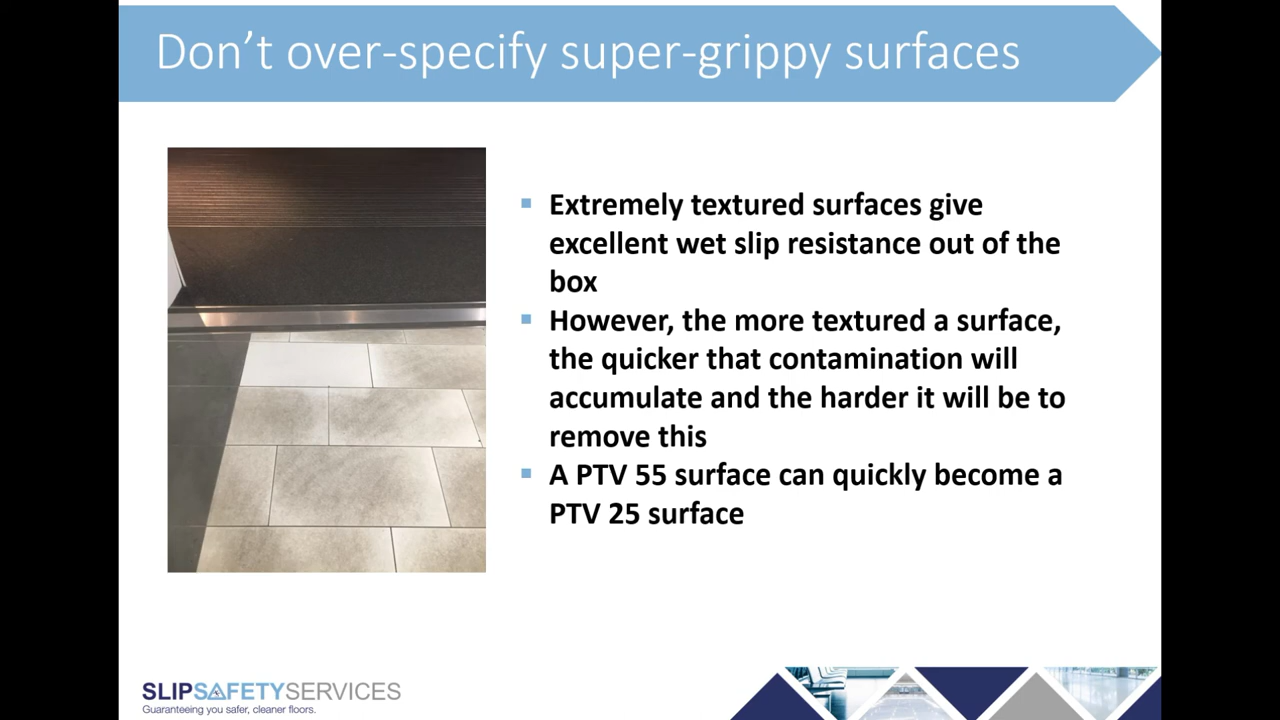 Don’t over-specify super-grippy surfaces
Extremely textured surfaces give
excellent wet slip resistance out of the
box
However, the more textured a surface,
the quicker that contamination will
accumulate and the harder it will be to
remove this
A PTV 55 surface can quickly become a
PTV 25 surface
SLIPSAFETYSERVICES
Guaranteeing you safer, cleaner floors.